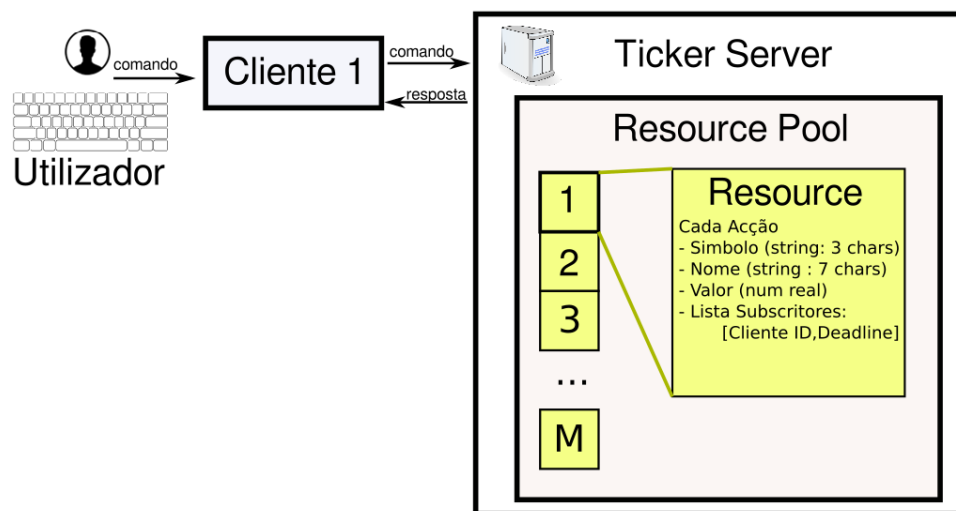 comando
Utilizador
Cliente 1
comando
resposta
Ticker Server
Resource Pool
1
2
3
...
M
Resource
Cada Acção
- Simbolo (string: 3 chars)
- Nome (string : 7 chars)
- Valor (num real)
- Lista Subscritores:
[Cliente ID,Deadline]